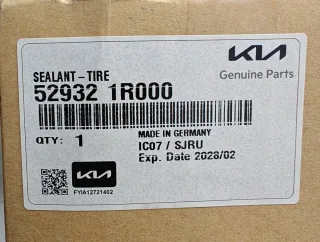 KIA
Genuine Parts
SEALANT-TIRE
52932 1R000
MADE IN GERMANY
QTY: 1
IC07 / SJRU
Exp. Date 2028/02
KIA
FYIA12721402